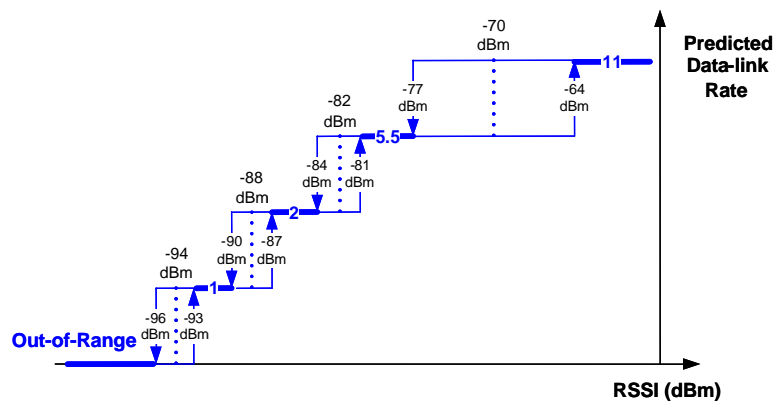 -70
dBm
Predicted
Data-link
Rate
11
-77
dBm
-64
dBm
-82
dBm
5.5
-84
dBm
-81
dBm
-88
dBm
2
-90
dBm
-87
dBm
-94
dBm
1
-96
dBm
-93
dBm
Out-of-Range
RSSI (dBm)